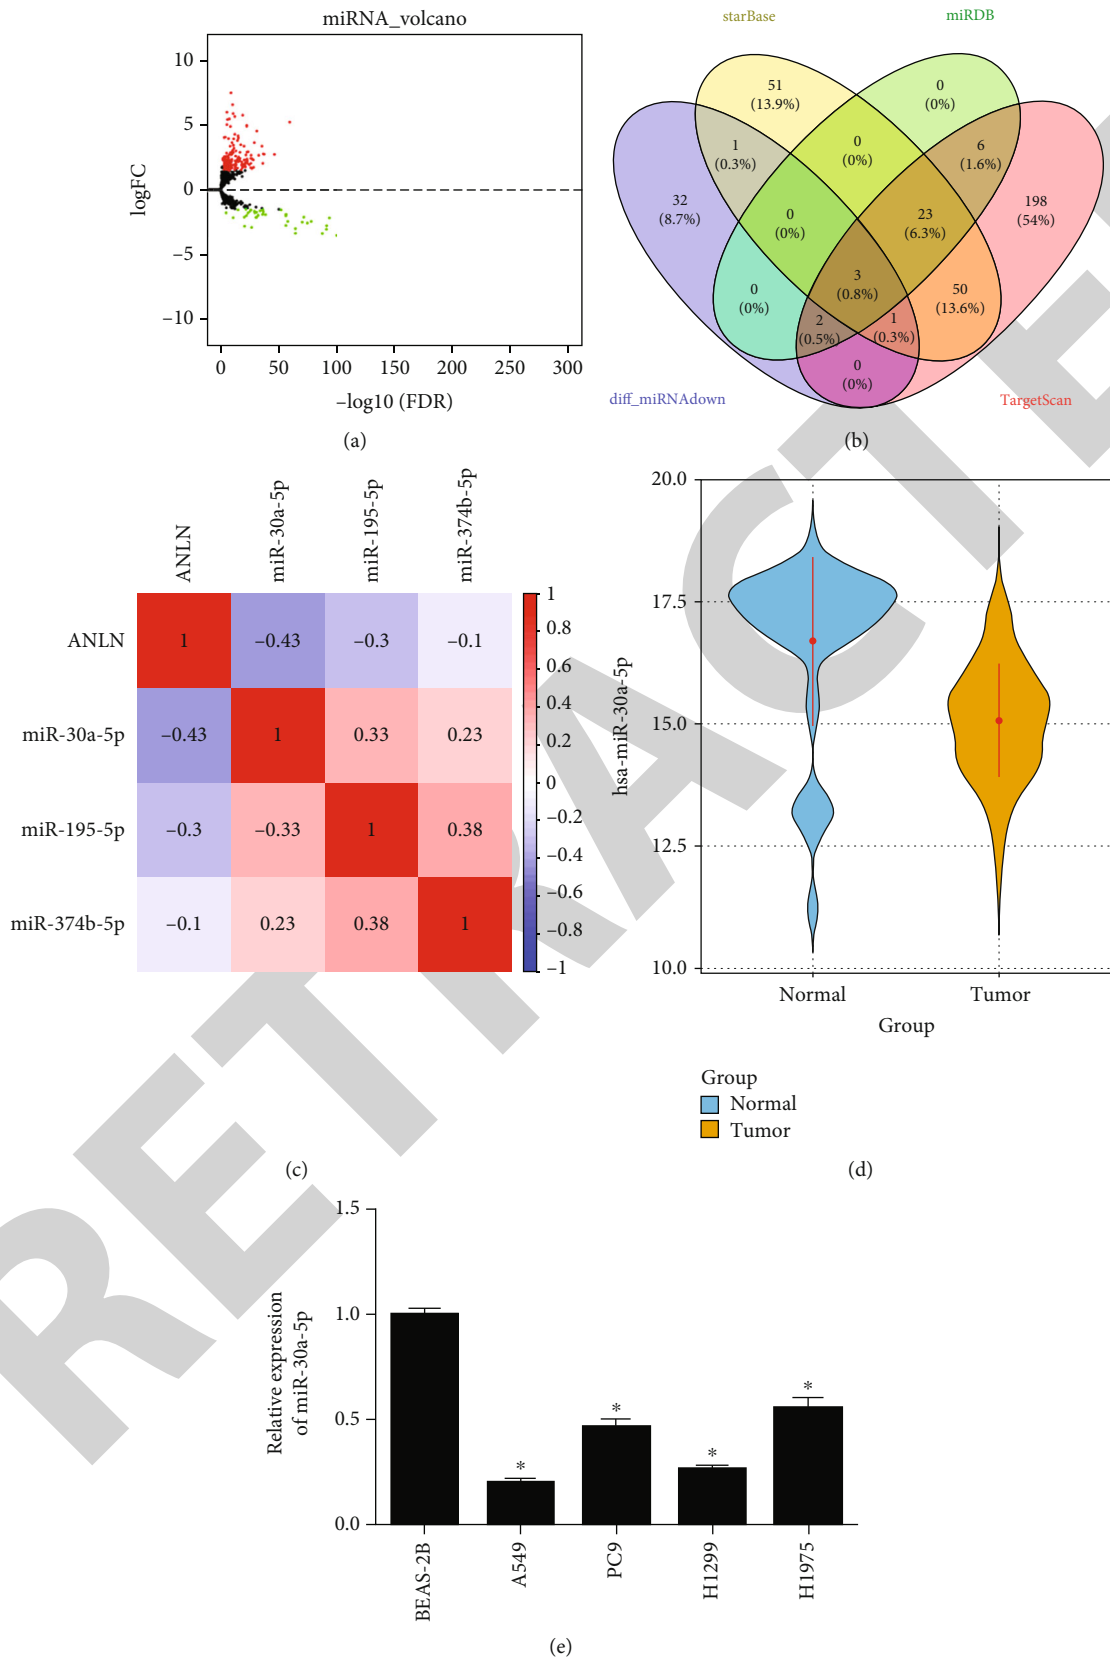 miRNA_volcano
10
5
0
−5
−10
logFC
0 50 100 150 200 250 300
−log10 (FDR)
(a)
starBase
miRDB
51
(13.9%)
0
(0%)
1
(0.3%)
0
(0%)
6
(1.6%)
32
(8.7%)
0
(0%)
23
(6.3%)
198
(54%)
3
(0.8%)
0
(0%)
50
(13.6%)
2
(0.5%)
1
(0.3%)
0
(0%)
diff_miRNAdown
TargetScan
(b)
ANLN
miR-30a-5p
miR-195-5p
miR-374b-5p
ANLN 1 −0.43 −0.3 −0.1
miR-30a-5p −0.43 1 0.33 0.23
miR-195-5p −0.3 −0.33 1 0.38
miR-374b-5p −0.1 0.23 0.38 1
1
0.8
0.6
0.4
0.2
0
−0.2
−0.4
−0.6
−0.8
−1
(c)
20.0
17.5
15.0
12.5
10.0
hsa-miR-30a-5p
Normal Tumor
Group
Group
Normal
Tumor
(d)
1.5
1.0
0.5
0.0
Relative expression
of miR-30a-5p
* * * *
BEAS-2B
A549
PC9
H1299
H1975
(e)
RETRACTED